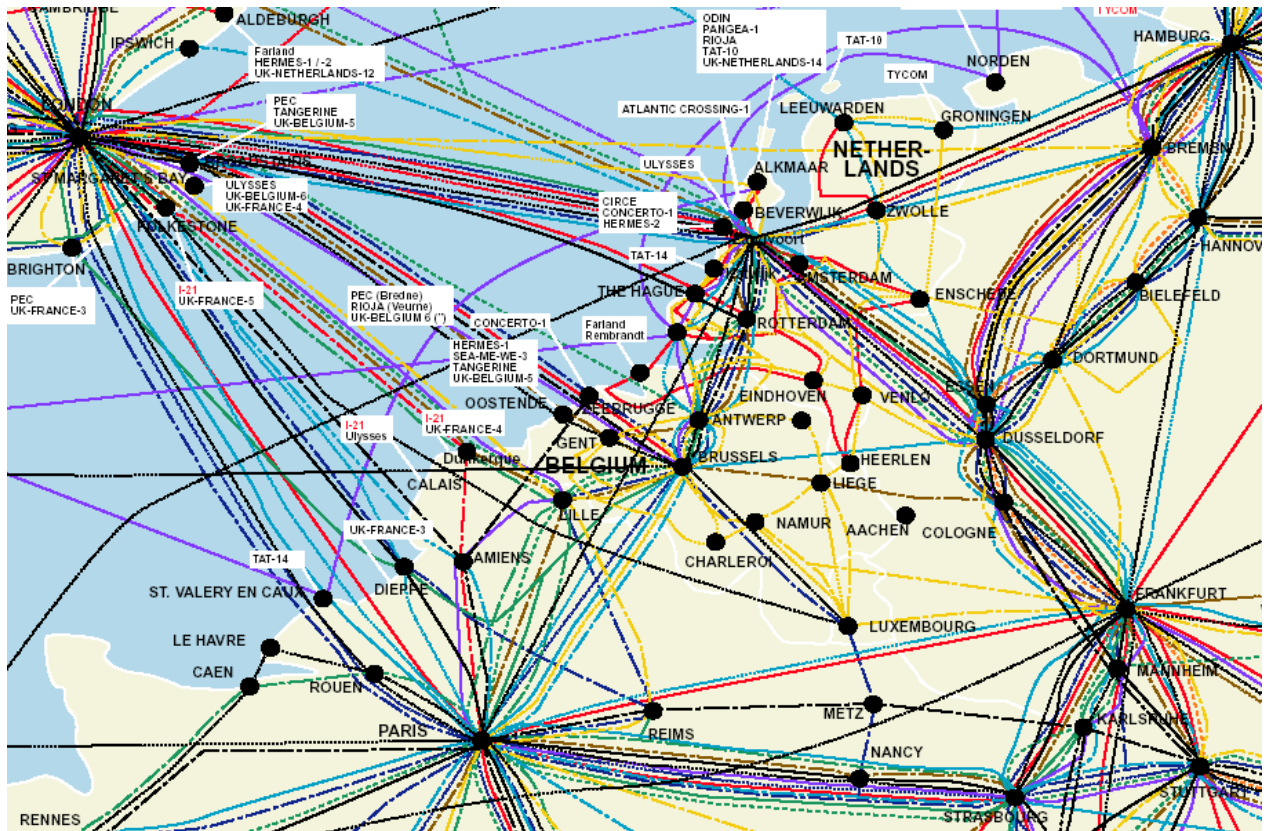 CAMBRIDGE
ALDEBURGH
IPSWICH
Farland
HERMES-1 / -2
UK-NETHERLANDS-12
ODIN
PANGEA-1
RIOJA
TAT-10
UK-NETHERLANDS-14
TAT-10
TYCOM
TYCOM
HAMBURG
NORDEN
LONDON
PEC
TANGERINE
UK-BELGIUM-5
ATLANTIC CROSSING-1
LEEUWARDEN
GRONINGEN
BREMEN
NETHER-
LANDS
ULYSSES
ALKMAAR
ST MARGARET'S BAY
ULYSSES
UK-BELGIUM-6
UK-FRANCE-4
CIRCE
CONCERTO-1
HERMES-2
BEVERWIJK
ZWOLLE
FOLKESTONE
Zandvoort
HANNOV
BRIGHTON
TAT-14
KATWIJK
AMSTERDAM
I-21
UK-FRANCE-5
THE HAGUE
ENSCHEDE
BIELEFELD
PEC
UK-FRANCE-3
PEC (Bredne)
RIOJA (Veurne)
UK-BELGIUM 6 (")
CONCERTO-1
Farland
Rembrandt
ROTTERDAM
HERMES-1
SEA-ME-WE-3
TANGERINE
UK-BELGIUM-5
DORTMUND
ESSEN
EINDHOVEN
VENLO
OOSTENDE
ZEEBRUGGE
I-21
Ulysses
I-21
UK-FRANCE-4
GENT
ANTWERP
DUSSELDORF
Dunkerque
BELGIUM
BRUSSELS
HEERLEN
CALAIS
LIEGE
LILLE
UK-FRANCE-3
NAMUR
AACHEN
COLOGNE
TAT-14
AMIENS
CHARLEROI
ST. VALERY EN CAUX
DIEPPE
FRANKFURT
LUXEMBOURG
LE HAVRE
CAEN
ROUEN
MANNHEIM
PARIS
REIMS
METZ
KARLSRUHE
NANCY
STUTTGART
RENNES
STRASBOURG